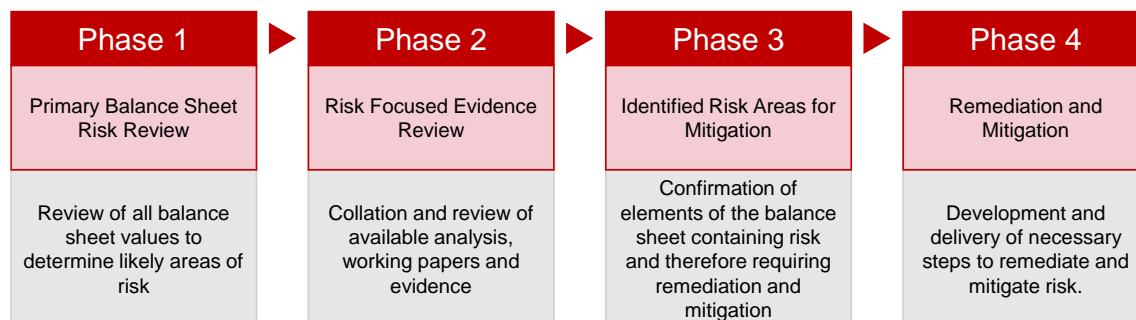 Phase 1
Primary Balance Sheet
Risk Review
Review of all balance
sheet values to
determine likely areas of
risk
Phase 2
Risk Focused Evidence
Review
Collation and review of
available analysis,
working papers and
evidence
Phase 3
Identified Risk Areas for
Mitigation
Confirmation of
elements of the balance
sheet containing risk
and therefore requiring
remediation and
mitigation
Phase 4
Remediation and
Mitigation
Development and
delivery of necessary
steps to remediate and
mitigate risk.